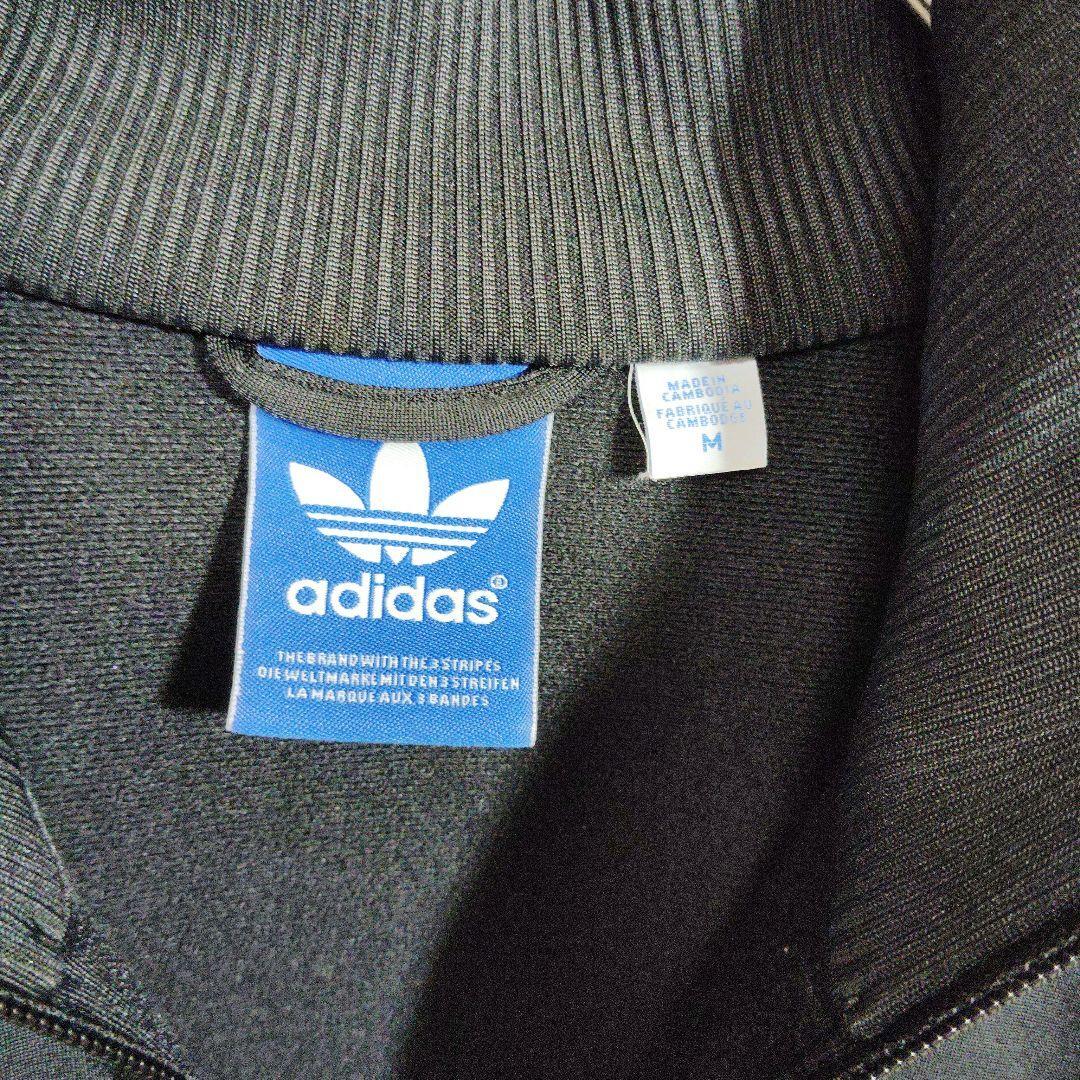 adidas®
THE BRAND WITH THE 3 STRIPES
DIE WELTMARKE MIT DEN 3 STREIFEN
LA MARQUE AUX 3 BANDES
MADE IN
CAMBODIA
FABRIQUE AU
CAMBODGE
M